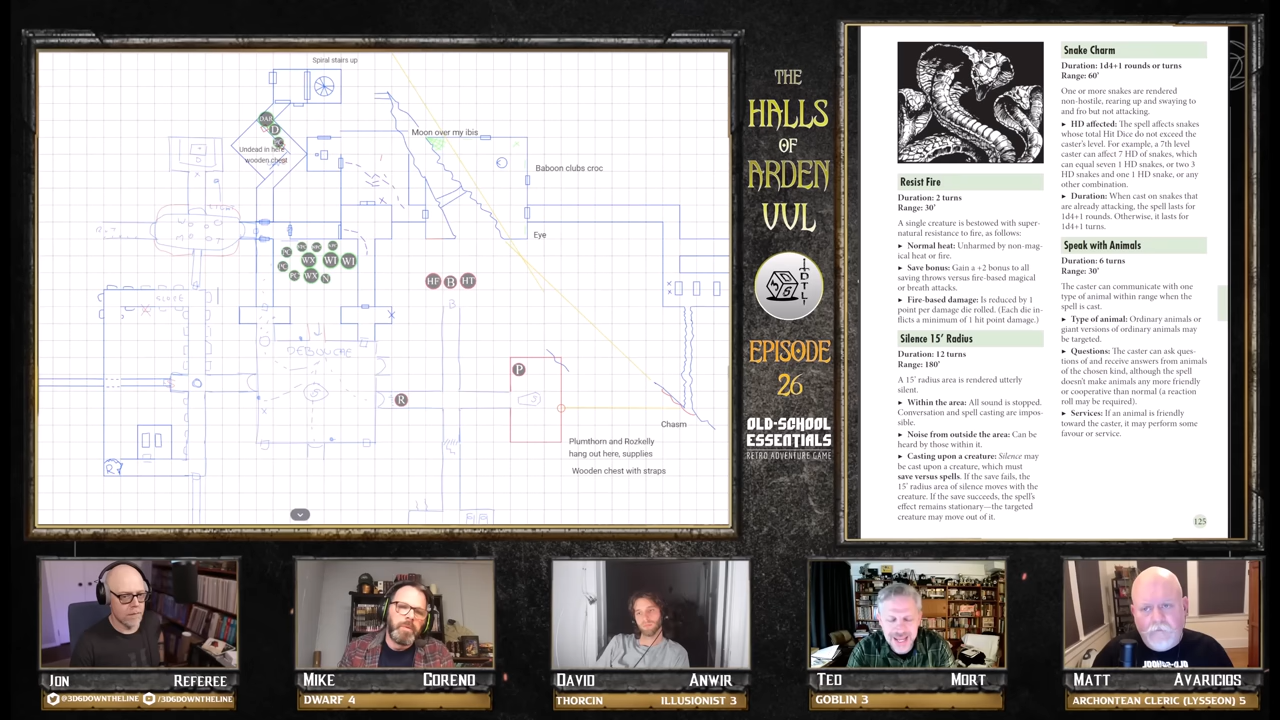 Spiral stairs up
Moon over my ibis
Undead in here
wooden chest
Baboon clubs croc
Eye
DAR
D
WX
WI
WI
WX
N
HF
B
HT
B
DEBOUCHE
P
R
S
Chasm
Plumthorn and Rozkelly
hang out here, supplies
Wooden chest with straps
THE
HALLS
OF
ARDEN
VUL
3
D
T
L
6
EPISODE
26
OLD-SCHOOL
ESSENTIALS
RETRO ADVENTURE GAME
Resist Fire
Duration: 2 turns
Range: 30'
A single creature is bestowed with super-
natural resistance to fire, as follows:
► Normal heat: Unharmed by non-mag-
ical heat or fire.
► Save bonus: Gain a +2 bonus to all
saving throws versus fire-based magical
or breath attacks.
► Fire-based damage: Is reduced by 1
point per damage die rolled. (Each die in-
flicts a minimum of 1 hit point damage.)
Silence 15' Radius
Duration: 12 turns
Range: 180'
A 15' radius area is rendered utterly
silent.
► Within the area: All sound is stopped.
Conversation and spell casting are impos-
sible.
► Noise from outside the area: Can be
heard by those within it.
► Casting upon a creature: Silence may
be cast upon a creature, which must
save versus spells. If the save fails, the
15' radius area of silence moves with the
creature. If the save succeeds, the spell's
effect remains stationary—the targeted
creature may move out of it.
Snake Charm
Duration: 1d4+1 rounds or turns
Range: 60'
One or more snakes are rendered
non-hostile, rearing up and swaying to
and fro but not attacking.
► HD affected: The spell affects snakes
whose total Hit Dice do not exceed the
caster's level. For example, a 7th level
caster can affect 7 HD of snakes, which
can equal seven 1 HD snakes, or two 3
HD snakes and one 1 HD snake, or any
other combination.
► Duration: When cast on snakes that
are already attacking, the spell lasts for
1d4+1 rounds. Otherwise, it lasts for
1d4+1 turns.
Speak with Animals
Duration: 6 turns
Range: 30'
The caster can communicate with one
type of animal within range when the
spell is cast.
► Type of animal: Ordinary animals or
giant versions of ordinary animals may
be targeted.
► Questions: The caster can ask ques-
tions of and receive answers from animals
of the chosen kind, although the spell
doesn't make animals any more friendly
or cooperative than normal (a reaction
roll may be required).
► Services: If an animal is friendly
toward the caster, it may perform some
favour or service.
125
JON REFEREE
@3D6DOWNTHELINE /3D6DOWNTHELINE
MIKE GORENO
DWARF 4
DAVID ANWIR
THORCIN ILLUSIONIST 3
TED MORT
GOBLIN 3
MATT AVARICIOS
ARCHONTEAN CLERIC (LYSSEON) 5